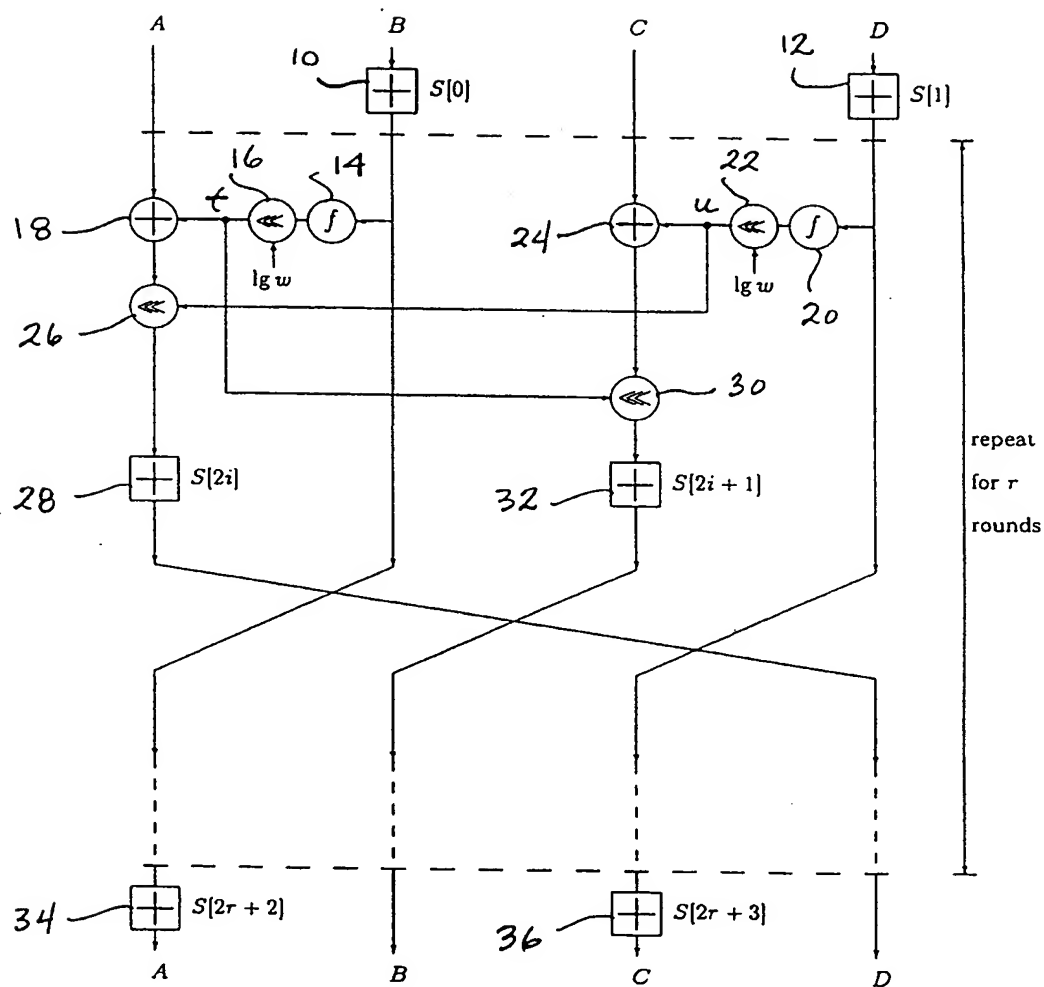 A
B
C
D
10
S[0]
12
S[1]
16
14
t
f
18
lg w
22
u
f
24
lg w
20
26
30
S[2i]
28
S[2i + 1]
32
repeat
for r
rounds
S[2r + 2]
34
S[2r + 3]
36
A
B
C
D